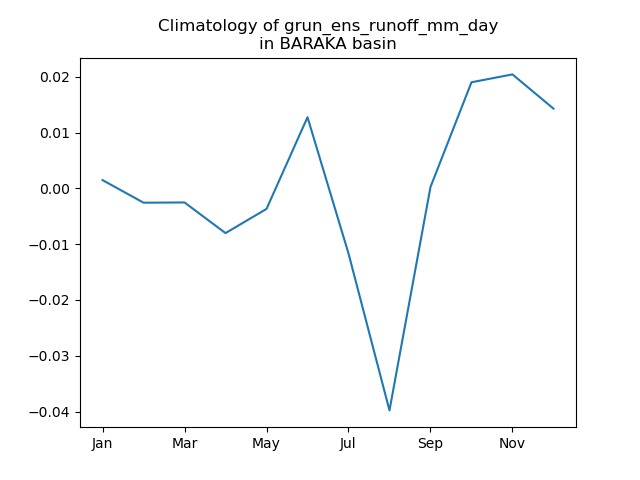 Climatology of grun_ens_runoff_mm_day
in BARAKA basin
0.02
0.01
0.00
−0.01
−0.02
−0.03
−0.04
Jan Mar May Jul Sep Nov